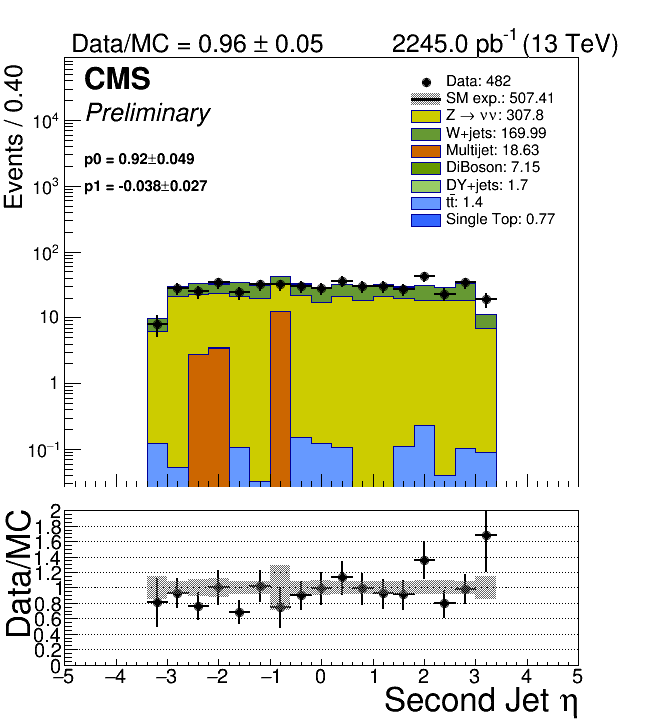 Data/MC = 0.96 ± 0.05 2245.0 pb⁻¹ (13 TeV)
CMS
Preliminary
p0 = 0.92±0.049
p1 = -0.038±0.027
Data: 482
SM exp.: 507.41
Z → νν: 307.8
W+jets: 169.99
Multijet: 18.63
DiBoson: 7.15
DY+jets: 1.7
tt̄: 1.4
Single Top: 0.77
Events / 0.40
10⁴
10³
10²
10
1
10⁻¹
Data/MC
2
1.8
1.6
1.4
1.2
1
0.8
0.6
0.4
0.2
0
−5 −4 −3 −2 −1 0 1 2 3 4 5
Second Jet η